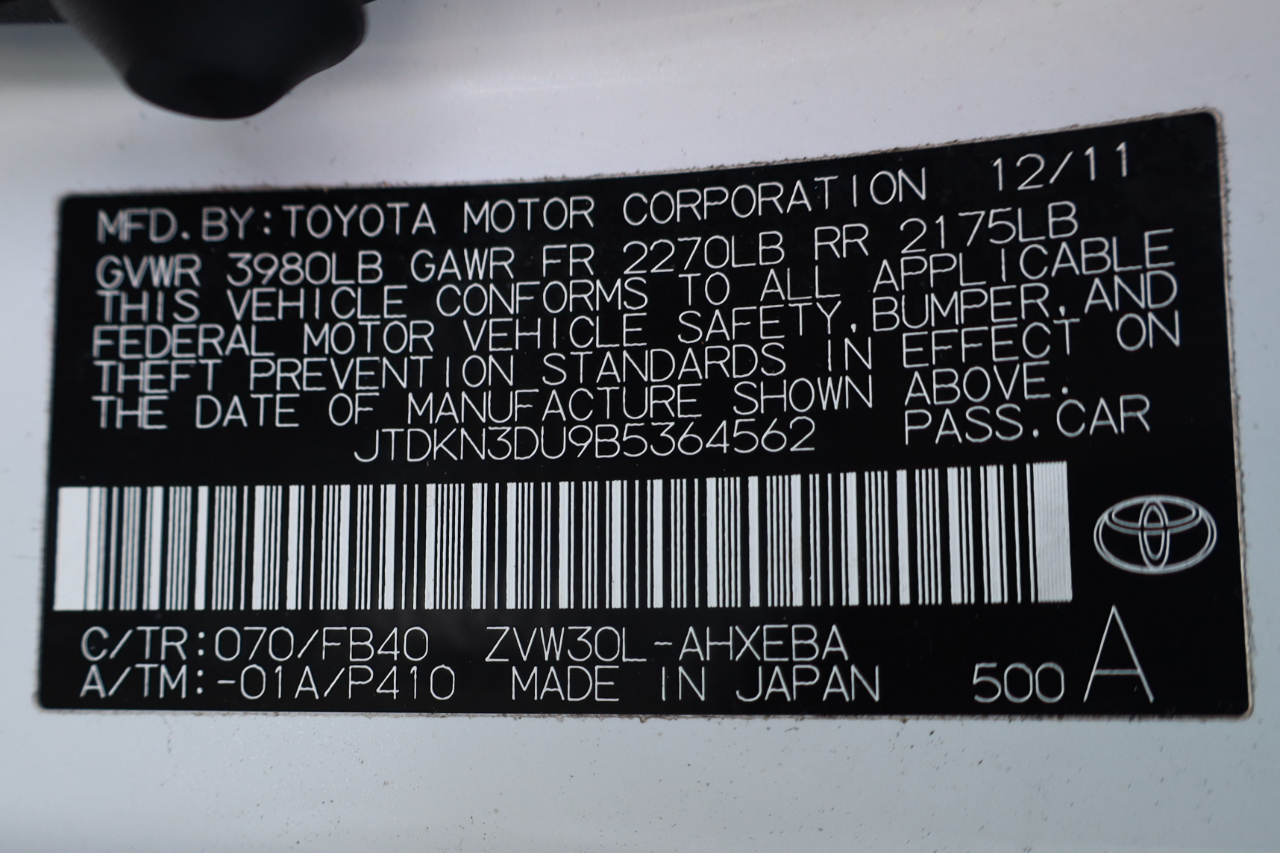 MFD. BY: TOYOTA MOTOR CORPORATION 12/11
GVWR 3980LB GAWR FR 2270LB RR 2175LB
THIS VEHICLE CONFORMS TO ALL APPLICABLE
FEDERAL MOTOR VEHICLE SAFETY, BUMPER, AND
THEFT PREVENTION STANDARDS IN EFFECT ON
THE DATE OF MANUFACTURE SHOWN ABOVE.
JTDKN3DU9B5364562 PASS. CAR
C/TR: 070/FB40 ZVW30L-AHXEBA
A/TM: -01A/P410 MADE IN JAPAN 500 A